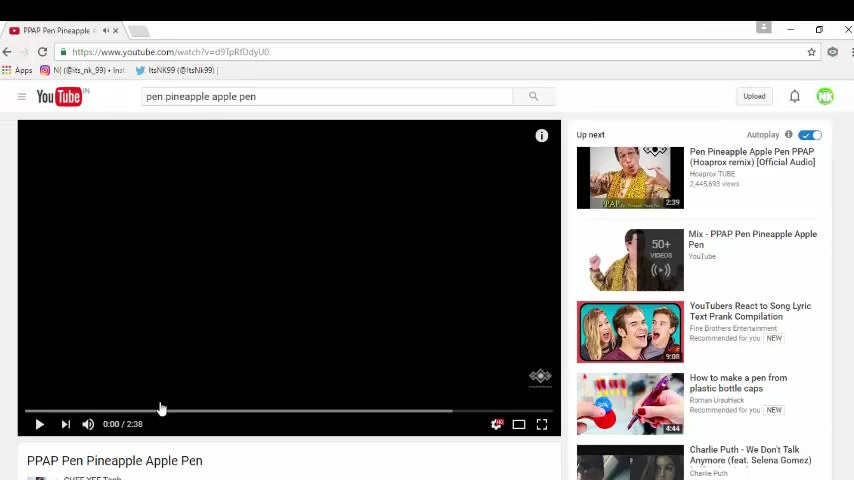 PPAP Pen Pineapple
https://www.youtube.com/watch?v=d9TpRfDdyU0
Apps
N( (@its_nk_99) • Inst
ItsNK99 (@ItsNk99) |
YouTube IN
pen pineapple apple pen
Upload
NK
Up next
Autoplay
Pen Pineapple Apple Pen PPAP
(Hoaprox remix) [Official Audio]
Hoaprox TUBE
2,445,693 views
PPAP
2:39
Mix - PPAP Pen Pineapple Apple
Pen
YouTube
50+
VIDEOS
YouTubers React to Song Lyric
Text Prank Compilation
Fine Brothers Entertainment
Recommended for you NEW
9:08
How to make a pen from
plastic bottle caps
Roman UrsuHack
Recommended for you NEW
4:44
Charlie Puth - We Don't Talk
Anymore (feat. Selena Gomez)
Charlie Puth
0:00 / 2:38
HD
PPAP Pen Pineapple Apple Pen